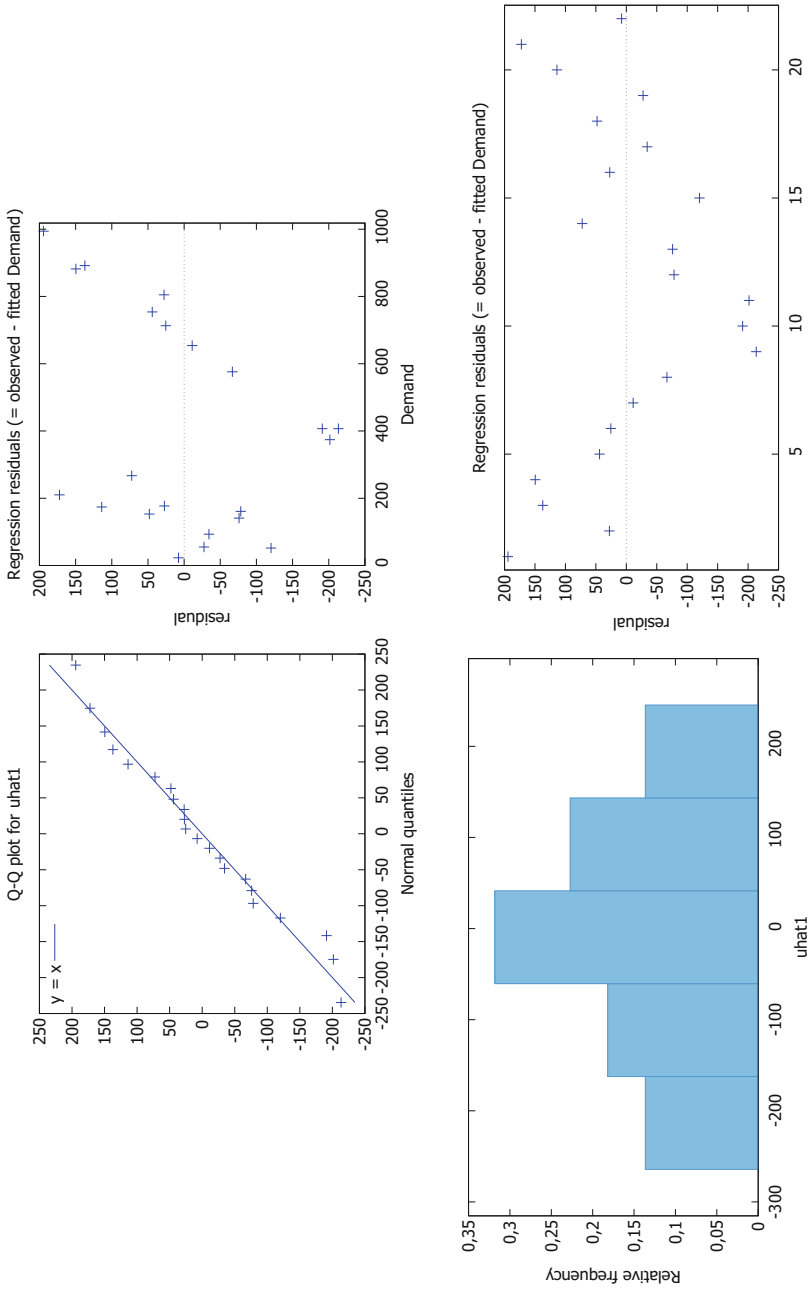 Q-Q plot for uhat1
y = x
250
200
150
100
50
0
-50
-100
-150
-200
-250
-250 -200 -150 -100 -50 0 50 100 150 200 250
Normal quantiles
Regression residuals (= observed - fitted Demand)
residual
200
150
100
50
0
-50
-100
-150
-200
-250
0 200 400 600 800 1000
Demand
Relative frequency
0,35
0,3
0,25
0,2
0,15
0,1
0,05
0
-300 -200 -100 0 100 200
uhat1
Regression residuals (= observed - fitted Demand)
residual
200
150
100
50
0
-50
-100
-150
-200
-250
5 10 15 20